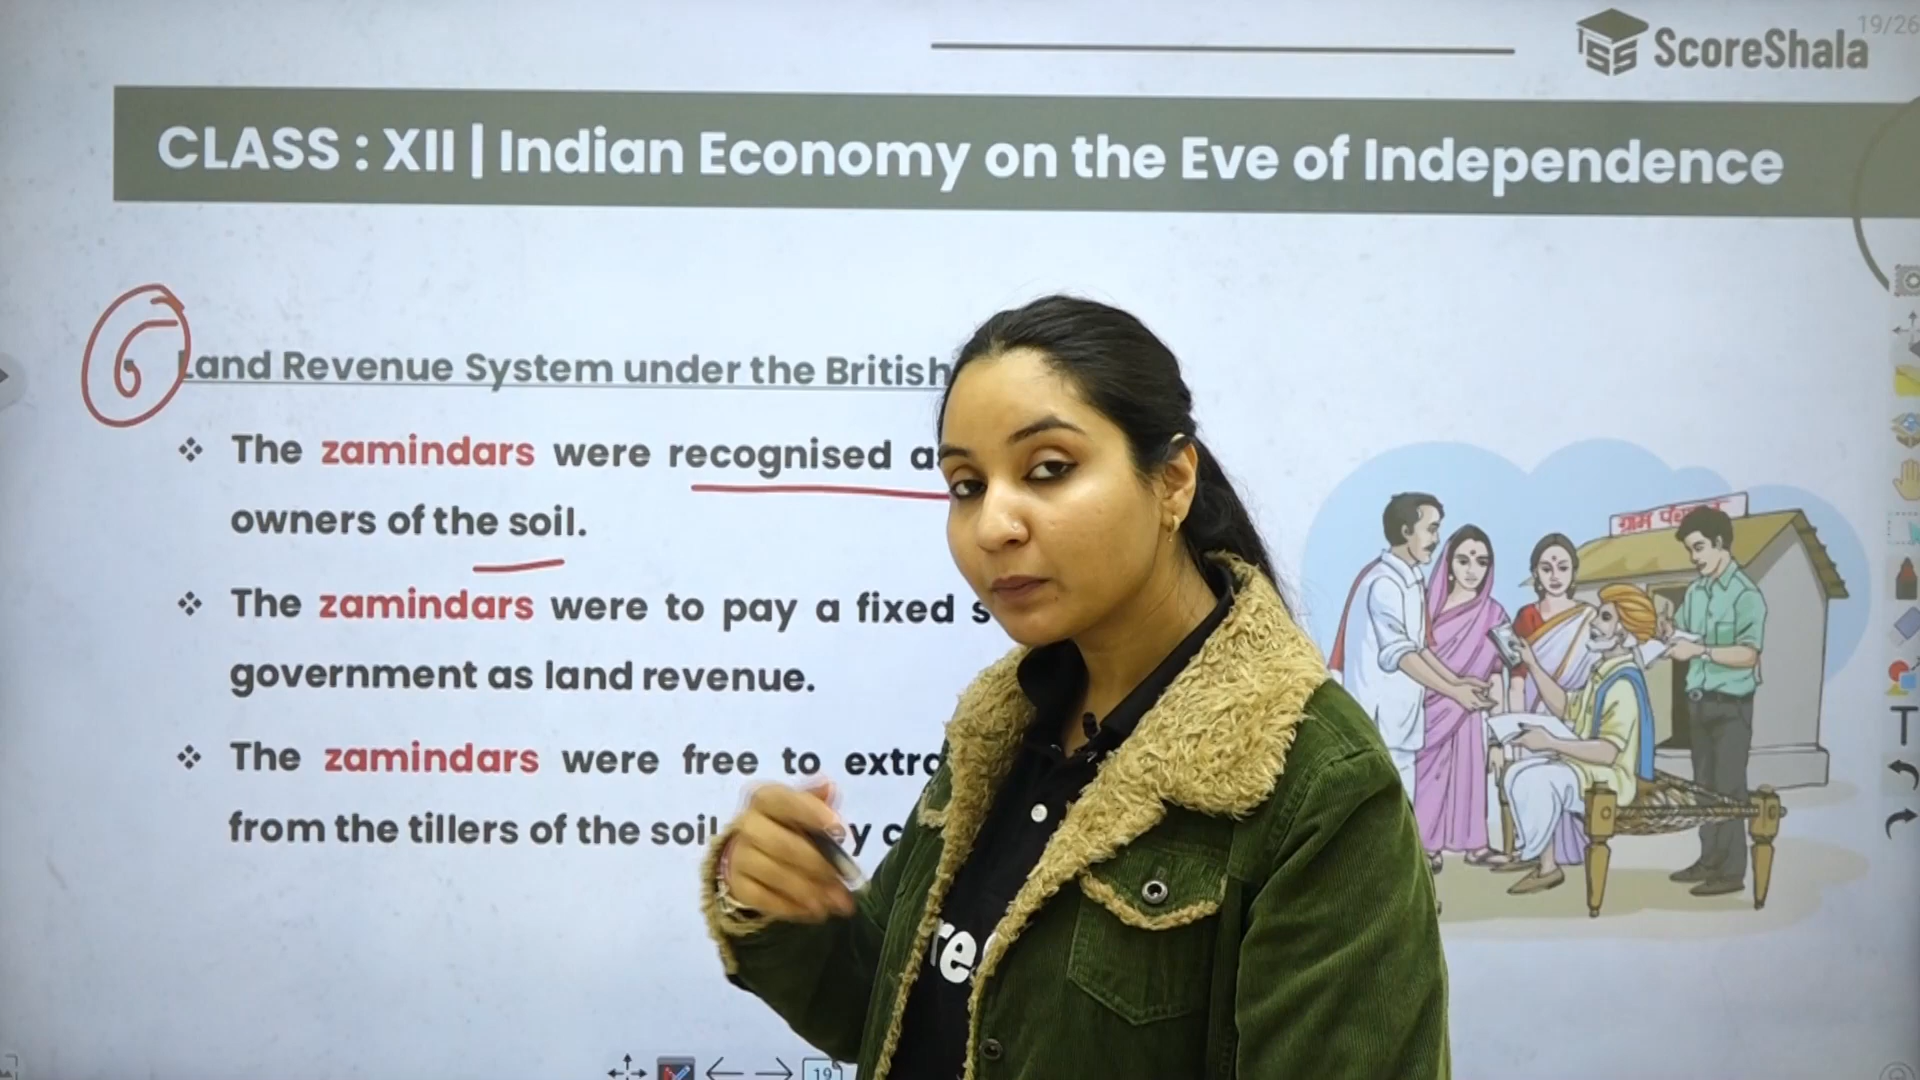 19/26
ScoreShala
CLASS : XII | Indian Economy on the Eve of Independence
6
Land Revenue System under the British
The zamindars were recognised
owners of the soil.
The zamindars were to pay a fixed
government as land revenue.
The zamindars were free to
from the tillers of the soil
ग्राम
19